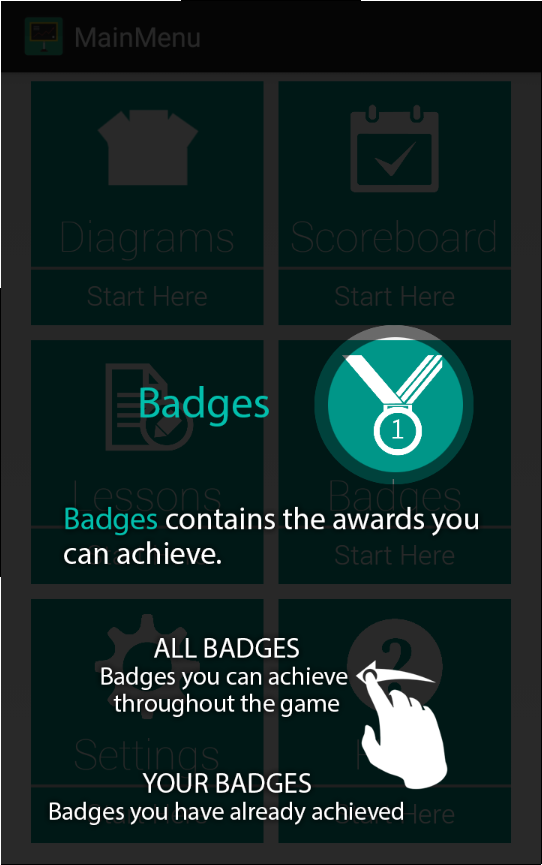 MainMenu
Diagrams
Scoreboard
Start Here
Start Here
Badges
1
Lessons
Badges
Badges contains the awards you
can achieve.
Start Here
ALL BADGES
Badges you can achieve
throughout the game
?
Settings
YOUR BADGES
Badges you have already achieved